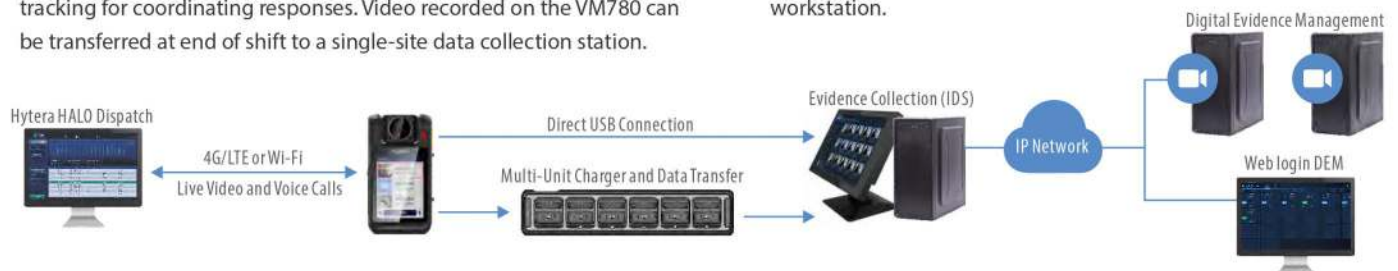 tracking for coordinating responses. Video recorded on the VM780 can
be transferred at end of shift to a single-site data collection station.
workstation.
Digital Evidence Management
Hytera HALO Dispatch
4G/LTE or Wi-Fi
Live Video and Voice Calls
Direct USB Connection
Multi-Unit Charger and Data Transfer
Evidence Collection (IDS)
IP Network
Web login DEM